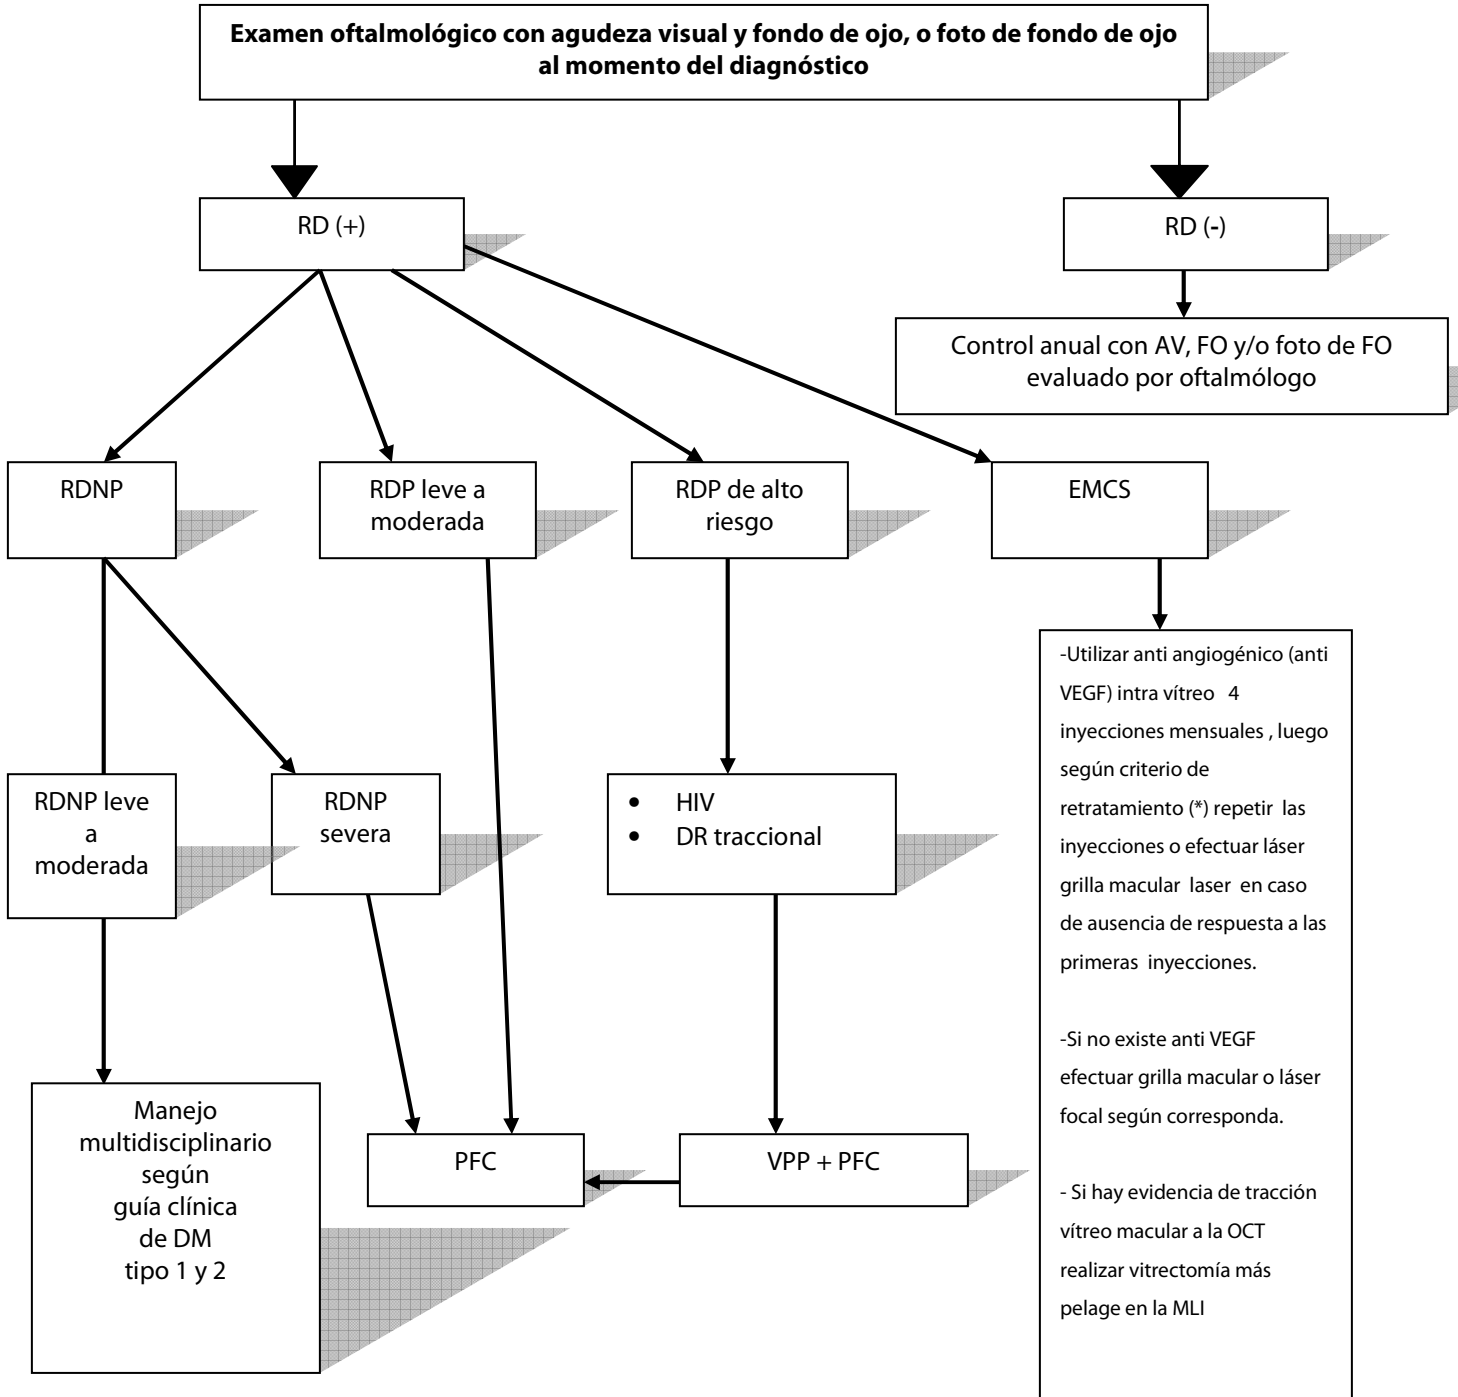 Examen oftalmológico con agudeza visual y fondo de ojo, o foto de fondo de ojo
al momento del diagnóstico
RD (+)
RD (-)
Control anual con AV, FO y/o foto de FO
evaluado por oftalmólogo
RDNP
RDP leve a
moderada
RDP de alto
riesgo
EMCS
-Utilizar anti angiogénico (anti
VEGF) intra vítreo 4
inyecciones mensuales , luego
según criterio de
retratamiento (*) repetir las
inyecciones o efectuar láser
grilla macular laser en caso
de ausencia de respuesta a las
primeras inyecciones.
-Si no existe anti VEGF
efectuar grilla macular o láser
focal según corresponda.
- Si hay evidencia de tracción
vítreo macular a la OCT
realizar vitrectomía más
pelage en la MLI
RDNP leve
a
moderada
RDNP
severa
• HIV
• DR traccional
Manejo
multidisciplinario
según
guía clínica
de DM
tipo 1 y 2
PFC
VPP + PFC